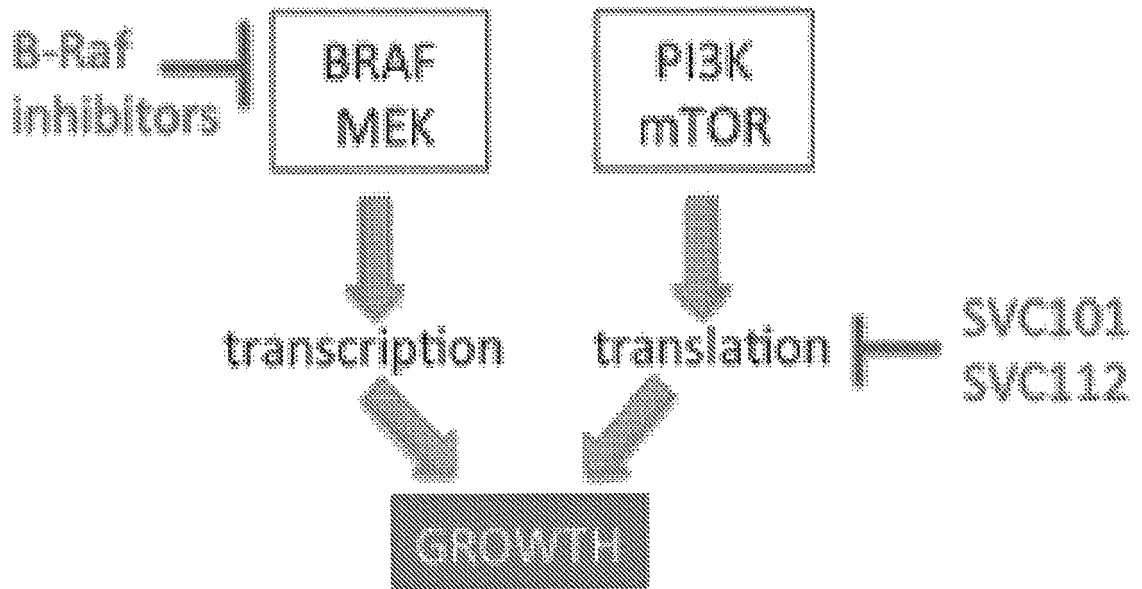 B-Raf
inhibitors
BRAF
MEK
PI3K
mTOR
transcription
translation
SVC101
SVC112
GROWTH